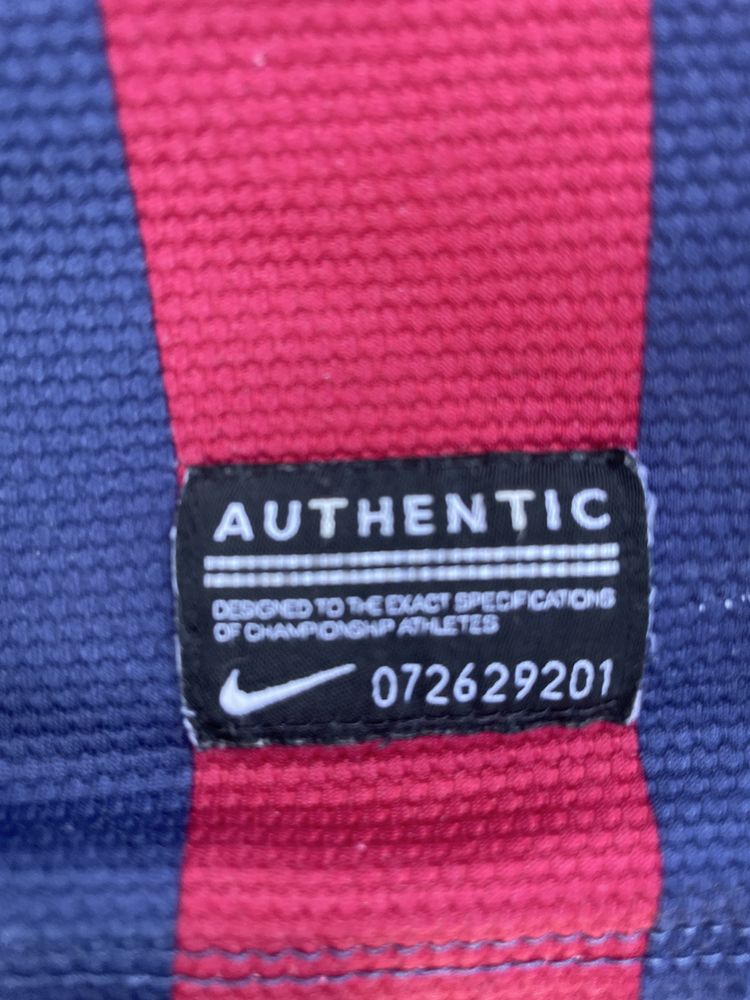 AUTHENTIC
DESIGNED TO THE EXACT SPECIFICATIONS
OF CHAMPIONSHIP ATHLETES
072629201